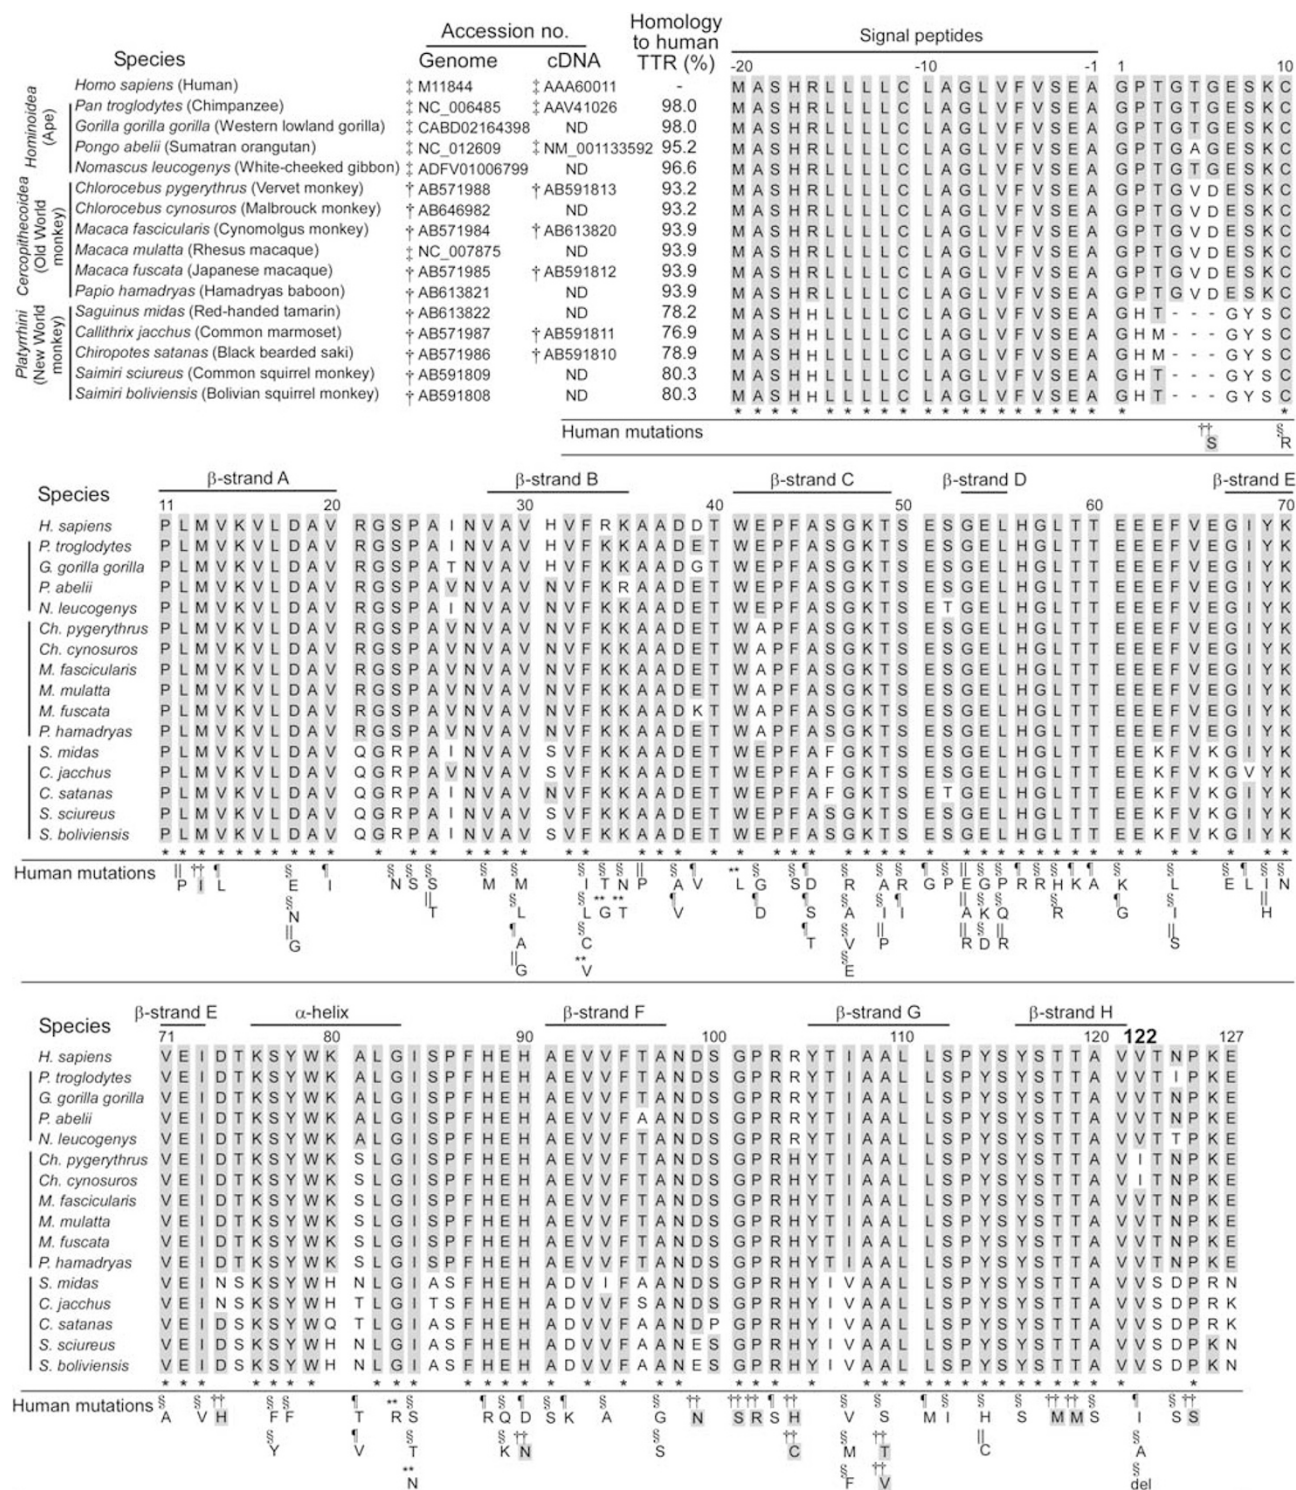 Species Accession no. Homology to human TTR (%) Signal peptides
Genome cDNA -20 -10 -1 1 10
Hominoidea (Ape)
Homo sapiens (Human) ‡ M11844 ‡ AAA60011 - M A S H R L L L L C L A G L V F V S E A G P T G T G E S K C
Pan troglodytes (Chimpanzee) ‡ NC_006485 ‡ AAV41026 98.0 M A S H R L L L L C L A G L V F V S E A G P T G T G E S K C
Gorilla gorilla gorilla (Western lowland gorilla) ‡ CABD02164398 ND 98.0 M A S H R L L L L C L A G L V F V S E A G P T G T G E S K C
Pongo abelii (Sumatran orangutan) ‡ NC_012609 ‡ NM_001133592 95.2 M A S H R L L L L C L A G L V F V S E A G P T G A G E S K C
Nomascus leucogenys (White-cheeked gibbon) ‡ ADFV01006799 ND 96.6 M A S H R L L L L C L A G L V F V S E A G P T G T G E S K C
Cercopithecoidea (Old World monkey)
Chlorocebus pygerythrus (Vervet monkey) † AB571988 † AB591813 93.2 M A S H R L L L L C L A G L V F V S E A G P T G V D E S K C
Chlorocebus cynosuros (Malbrouck monkey) † AB646982 ND 93.2 M A S H R L L L L C L A G L V F V S E A G P T G V D E S K C
Macaca fascicularis (Cynomolgus monkey) † AB571984 † AB613820 93.9 M A S H R L L L L C L A G L V F V S E A G P T G V D E S K C
Macaca mulatta (Rhesus macaque) ‡ NC_007875 ND 93.9 M A S H R L L L L C L A G L V F V S E A G P T G V D E S K C
Macaca fuscata (Japanese macaque) † AB571985 † AB591812 93.9 M A S H R L L L L C L A G L V F V S E A G P T G V D E S K C
Papio hamadryas (Hamadryas baboon) † AB613821 ND 93.9 M A S H R L L L L C L A G L V F V S E A G P T G V D E S K C
Platyrrhini (New World monkey)
Saguinus midas (Red-handed tamarin) † AB613822 ND 78.2 M A S H H L L L L C L A G L V F V S E A G H T - - - G Y S C
Callithrix jacchus (Common marmoset) † AB571987 † AB591811 76.9 M A S H H L L L L C L A G L V F V S E A G H M - - - G Y S C
Chiropotes satanas (Black bearded saki) † AB571986 † AB591810 78.9 M A S H H L L L L C L A G L V F V S E A G H M - - - G Y S C
Saimiri sciureus (Common squirrel monkey) † AB591809 ND 80.3 M A S H H L L L L C L A G L V F V S E A G H T - - - G Y S C
Saimiri boliviensis (Bolivian squirrel monkey) † AB591808 ND 80.3 M A S H H L L L L C L A G L V F V S E A G H T - - - G Y S C
* * * * * * * * * * * * * * * * * * * * *
Human mutations †† §
S R
Species β-strand A β-strand B β-strand C β-strand D β-strand E
11 20 30 40 50 60 70
H. sapiens P L M V K V L D A V R G S P A I N V A V H V F R K A A D D T W E P F A S G K T S E S G E L H G L T T E E E F V E G I Y K
P. troglodytes P L M V K V L D A V R G S P A I N V A V H V F K K A A D E T W E P F A S G K T S E S G E L H G L T T E E E F V E G I Y K
G. gorilla gorilla P L M V K V L D A V R G S P A T N V A V H V F K K A A D G T W E P F A S G K T S E S G E L H G L T T E E E F V E G I Y K
P. abelii P L M V K V L D A V R G S P A V N V A V N V F K R A A D E T W E P F A S G K T S E S G E L H G L T T E E E F V E G I Y K
N. leucogenys P L M V K V L D A V R G S P A I N V A V N V F K K A A D E T W E P F A S G K T S E T G E L H G L T T E E E F V E G I Y K
Ch. pygerythrus P L M V K V L D A V R G S P A V N V A V N V F K K A A D E T W A P F A S G K T S E S G E L H G L T T E E E F V E G I Y K
Ch. cynosuros P L M V K V L D A V R G S P A V N V A V N V F K K A A D E T W A P F A S G K T S E S G E L H G L T T E E E F V E G I Y K
M. fascicularis P L M V K V L D A V R G S P A V N V A V N V F K K A A D E T W A P F A S G K T S E S G E L H G L T T E E E F V E G I Y K
M. mulatta P L M V K V L D A V R G S P A V N V A V N V F K K A A D E T W A P F A S G K T S E S G E L H G L T T E E E F V E G I Y K
M. fuscata P L M V K V L D A V R G S P A V N V A V N V F K K A A D K T W A P F A S G K T S E S G E L H G L T T E E E F V E G I Y K
P. hamadryas P L M V K V L D A V R G S P A V N V A V N V F K K A A D E T W A P F A S G K T S E S G E L H G L T T E E E F V E G I Y K
S. midas P L M V K V L D A V Q G R P A I N V A V S V F K K A A D E T W E P F A F G K T S E S G E L H G L T T E E K F V K G I Y K
C. jacchus P L M V K V L D A V Q G R P A V N V A V S V F K K A A D E T W E P F A F G K T S E S G E L H G L T T E E K F V K G V Y K
C. satanas P L M V K V L D A V Q G R P A I N V A V N V F K K A A D E T W E P F A F G K T S E T G E L H G L T T E E K F V K G I Y K
S. sciureus P L M V K V L D A V Q G R P A I N V A V S V F K K A A D E T W E P F A S G K T S E S G E L H G L T T E E K F V K G I Y K
S. boliviensis P L M V K V L D A V Q G R P A I N V A V S V F K K A A D E T W E P F A S G K T S E S G E L H G L T T E E K F V K G I Y K
Human mutations
P I L E I N S S M M I T N P A V L G S D R A R G P E G P R R H K A K L E L I N
N T L L G T V D S A I I A K Q R G I H
G A C T V P R D R S
G V E
Species β-strand E α-helix β-strand F β-strand G β-strand H
71 80 90 100 110 120 122 127
H. sapiens V E I D T K S Y W K A L G I S P F H E H A E V V F T A N D S G P R R Y T I A A L L S P Y S Y S T T A V V T N P K E
P. troglodytes V E I D T K S Y W K A L G I S P F H E H A E V V F T A N D S G P R R Y T I A A L L S P Y S Y S T T A V V T I P K E
G. gorilla gorilla V E I D T K S Y W K A L G I S P F H E H A E V V F T A N D S G P R R Y T I A A L L S P Y S Y S T T A V V T N P K E
P. abelii V E I D T K S Y W K A L G I S P F H E H A E V V F A A N D S G P R R Y T I A A L L S P Y S Y S T T A V V T N P K E
N. leucogenys V E I D T K S Y W K A L G I S P F H E H A E V V F T A N D S G P R R Y T I A A L L S P Y S Y S T T A V V T T P K E
Ch. pygerythrus V E I D T K S Y W K S L G I S P F H E H A E V V F T A N D S G P R H Y T I A A L L S P Y S Y S T T A V I T N P K E
Ch. cynosuros V E I D T K S Y W K S L G I S P F H E H A E V V F T A N D S G P R H Y T I A A L L S P Y S Y S T T A V I T N P K E
M. fascicularis V E I D T K S Y W K S L G I S P F H E H A E V V F T A N D S G P R H Y T I A A L L S P Y S Y S T T A V V T N P K E
M. mulatta V E I D T K S Y W K S L G I S P F H E H A E V V F T A N D S G P R H Y T I A A L L S P Y S Y S T T A V V T N P K E
M. fuscata V E I D T K S Y W K S L G I S P F H E H A E V V F T A N D S G P R H Y T I A A L L S P Y S Y S T T A V V T N P K E
P. hamadryas V E I D T K S Y W K S L G I S P F H E H A E V V F T A N D S G P R H Y T I A A L L S P Y S Y S T T A V V T N P K E
S. midas V E I N S K S Y W H N L G I A S F H E H A D V I F A A N D S G P R H Y I V A A L L S P Y S Y S T T A V V S D P R N
C. jacchus V E I N S K S Y W H T L G I T S F H E H A D V V F S A N D S G P R H Y I V A A L L S P Y S Y S T T A V V S D P R K
C. satanas V E I D S K S Y W Q T L G I A S F H E H A D V V F A A N D P G P R H Y I V A A L L S P Y S Y S T T A V V S D P R K
S. sciureus V E I D S K S Y W H N L G I A S F H E H A D V V F A A N E S G P R H Y I V A A L L S P Y S Y S T T A V V S D P K N
S. boliviensis V E I D S K S Y W H N L G I A S F H E H A D V V F A A N E S G P R H Y I V A A L L S P Y S Y S T T A V V S D P K N
Human mutations
A V H F F T R S R Q D S K A G N S R S H V S M I H S M M S I S S
Y V T K N S C M T C A
N F V del